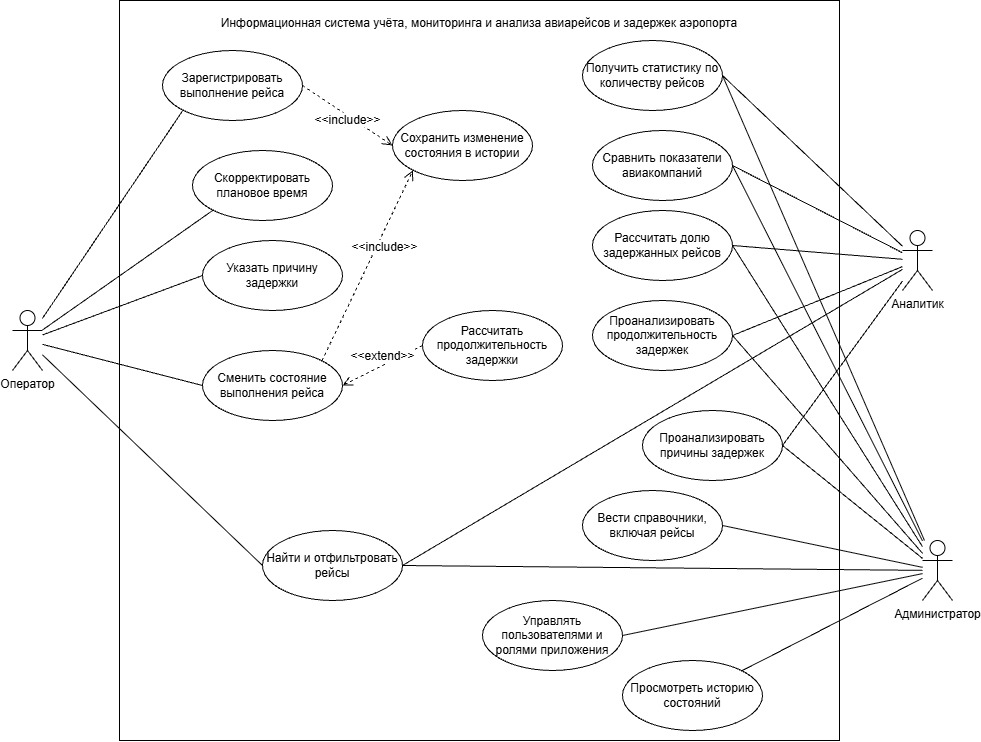 Информационная система учёта, мониторинга и анализа авиарейсов и задержек аэропорта
Зарегистрировать
выполнение рейса
<<include>>
Сохранить изменение
состояния в истории
Получить статистику по
количеству рейсов
Сравнить показатели
авиакомпаний
Скорректировать
плановое время
Рассчитать долю
задержанных рейсов
<<include>>
Указать причину
задержки
Аналитик
Оператор
Рассчитать
продолжительность
задержки
<<extend>>
Проанализировать
продолжительность
задержек
Сменить состояние
выполнения рейса
Проанализировать
причины задержек
Вести справочники,
включая рейсы
Найти и отфильтровать
рейсы
Администратор
Управлять
пользователями и
ролями приложения
Просмотреть историю
состояний